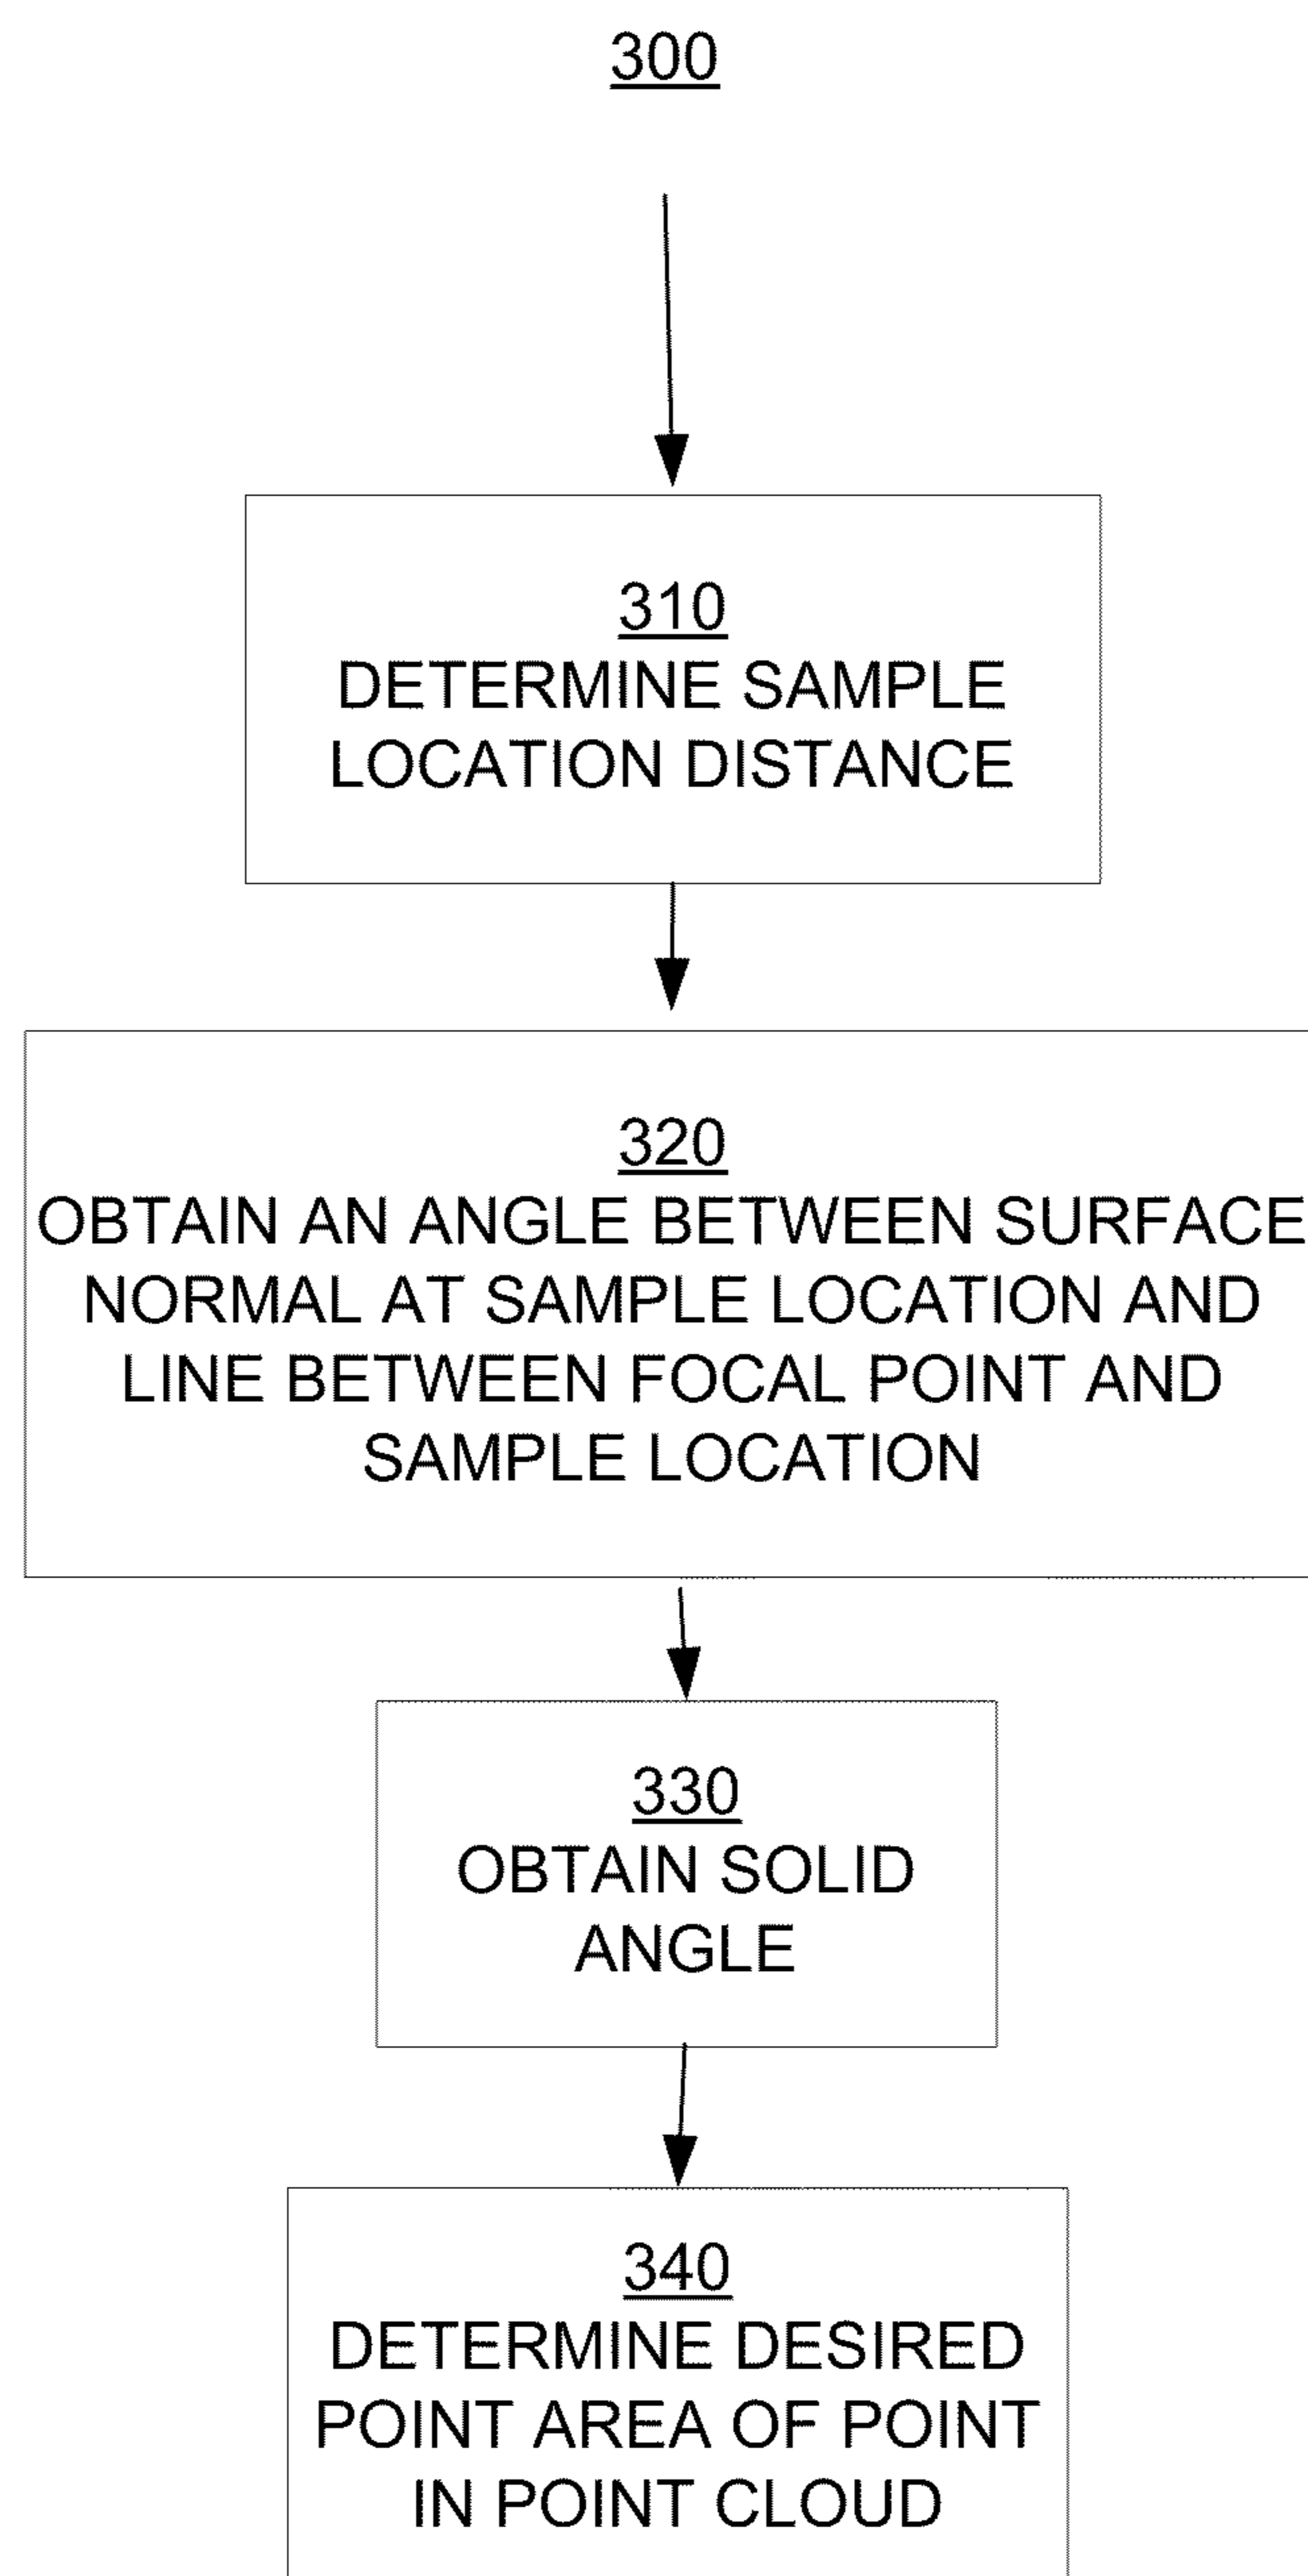 300
310
DETERMINE SAMPLE
LOCATION DISTANCE
320
OBTAIN AN ANGLE BETWEEN SURFACE
NORMAL AT SAMPLE LOCATION AND
LINE BETWEEN FOCAL POINT AND
SAMPLE LOCATION
330
OBTAIN SOLID
ANGLE
340
DETERMINE DESIRED
POINT AREA OF POINT
IN POINT CLOUD